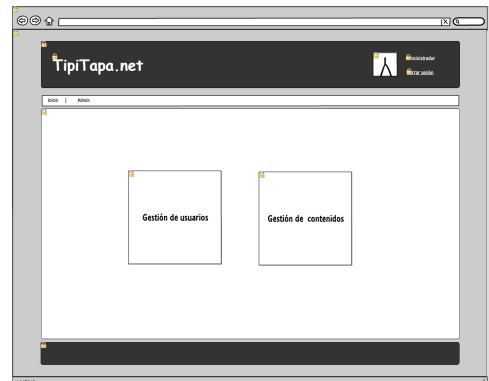 TipiTapa.net
ministrador
rrar sesión
Inicio | Admin
Gestión de usuarios
Gestión de contenidos